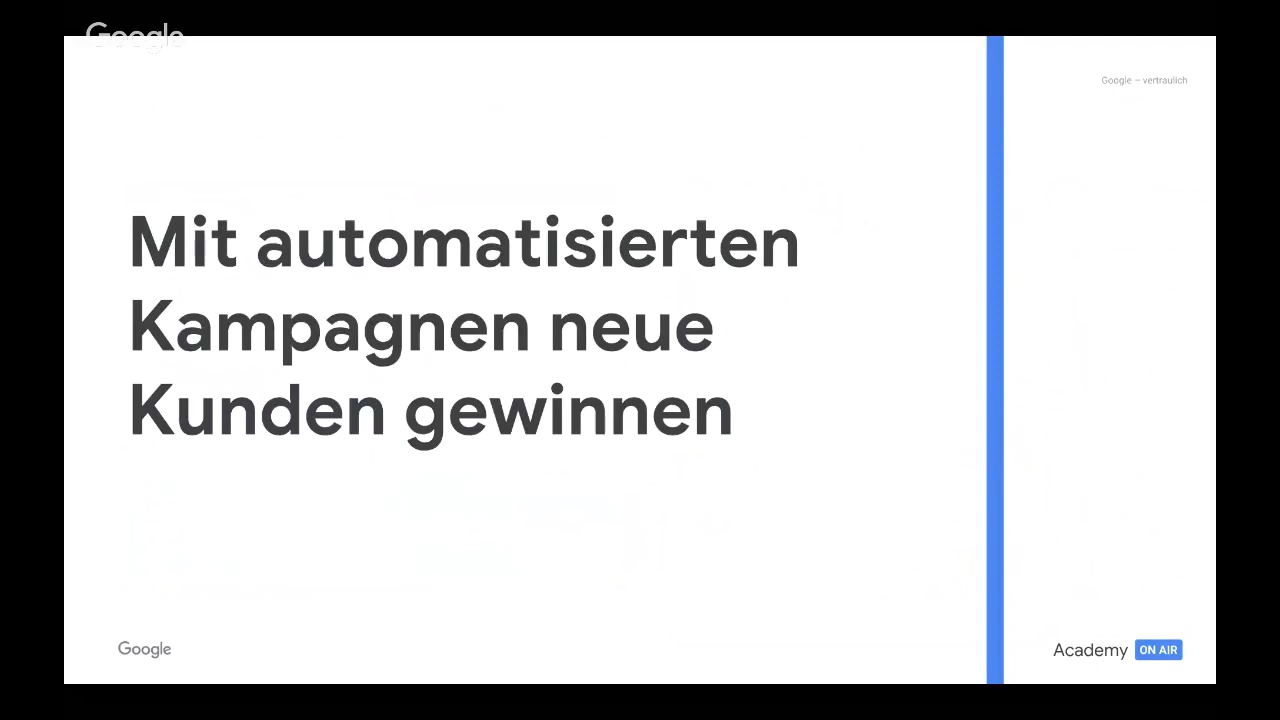 Google
Google – vertraulich
Mit automatisierten
Kampagnen neue
Kunden gewinnen
Google
Academy ON AIR